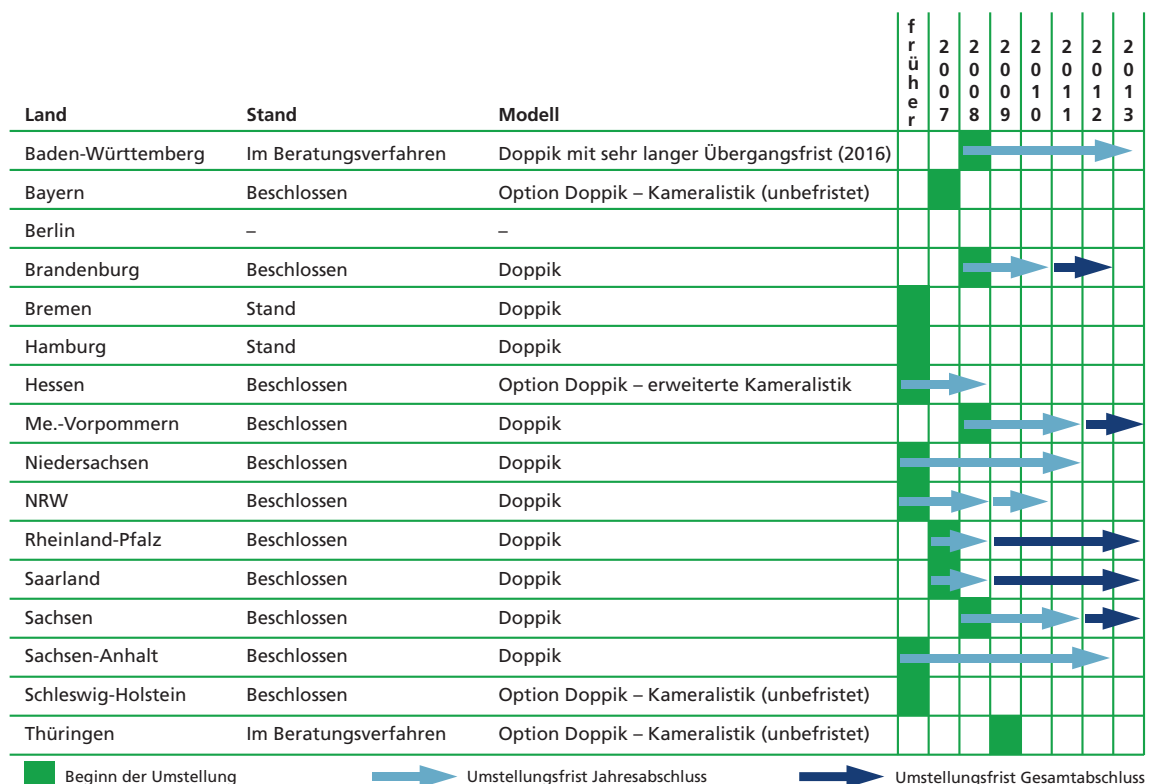 Land Stand Modell früher 2007 2008 2009 2010 2011 2012 2013
Baden-Württemberg Im Beratungsverfahren Doppik mit sehr langer Übergangsfrist (2016)
Bayern Beschlossen Option Doppik – Kameralistik (unbefristet)
Berlin – –
Brandenburg Beschlossen Doppik
Bremen Stand Doppik
Hamburg Stand Doppik
Hessen Beschlossen Option Doppik – erweiterte Kameralistik
Me.-Vorpommern Beschlossen Doppik
Niedersachsen Beschlossen Doppik
NRW Beschlossen Doppik
Rheinland-Pfalz Beschlossen Doppik
Saarland Beschlossen Doppik
Sachsen Beschlossen Doppik
Sachsen-Anhalt Beschlossen Doppik
Schleswig-Holstein Beschlossen Option Doppik – Kameralistik (unbefristet)
Thüringen Im Beratungsverfahren Option Doppik – Kameralistik (unbefristet)
Beginn der Umstellung Umstellungsfrist Jahresabschluss Umstellungsfrist Gesamtabschluss